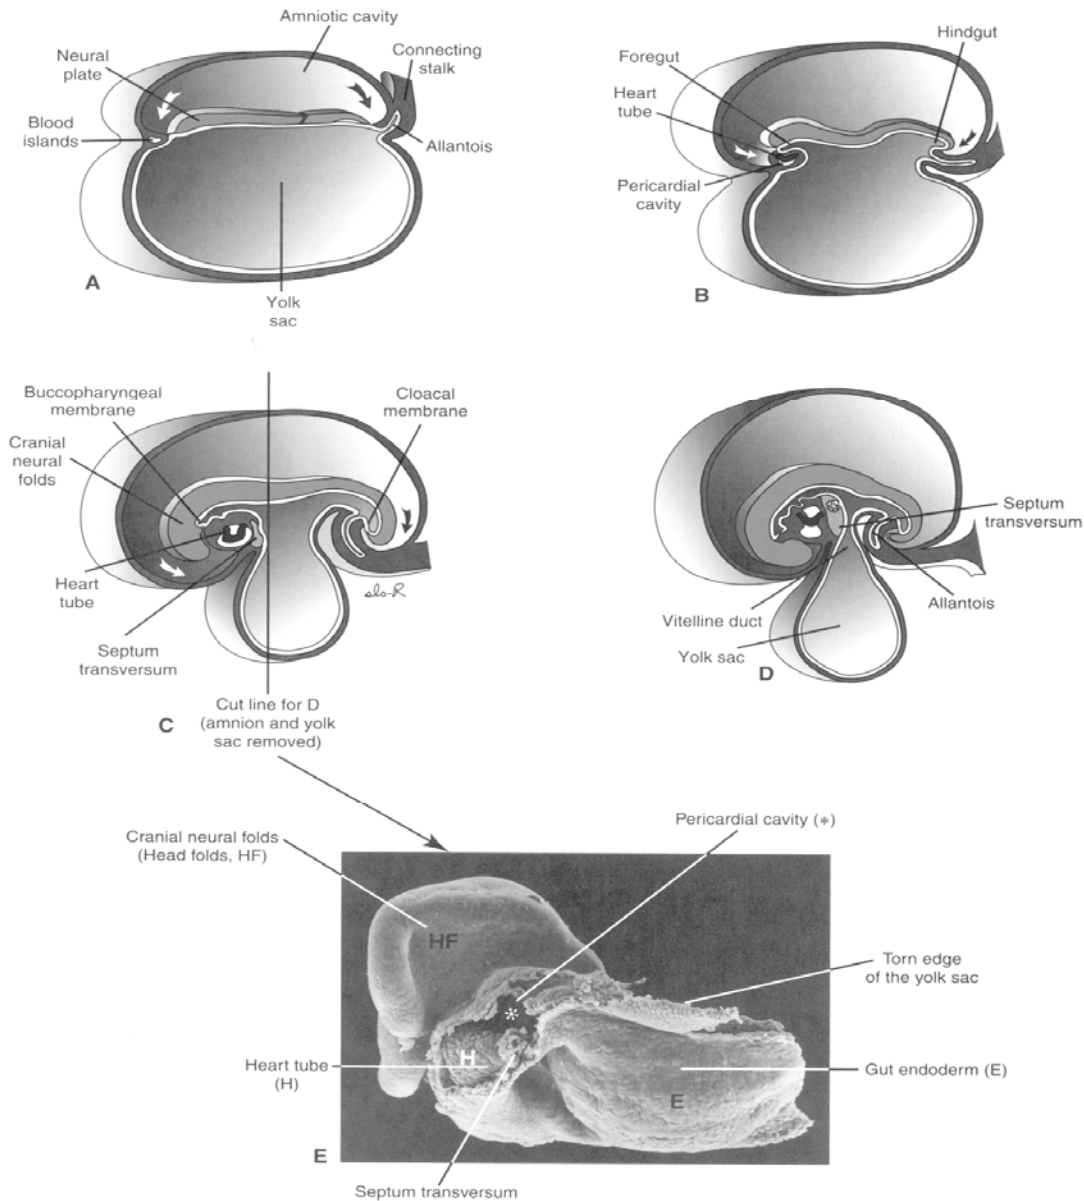 Amniotic cavity
Neural
plate
Connecting
stalk
Blood
islands
Allantois
A
Yolk
sac
Hindgut
Foregut
Heart
tube
Pericardial
cavity
B
Buccopharyngeal
membrane
Cloacal
membrane
Cranial
neural
folds
Heart
tube
Septum
transversum
sls-R
C
Cut line for D
(amnion and yolk
sac removed)
Septum
transversum
Allantois
Vitelline duct
Yolk sac
D
Pericardial cavity (*)
Cranial neural folds
(Head folds, HF)
HF
Torn edge
of the yolk sac
*
H
Heart tube
(H)
Gut endoderm (E)
E
E
Septum transversum